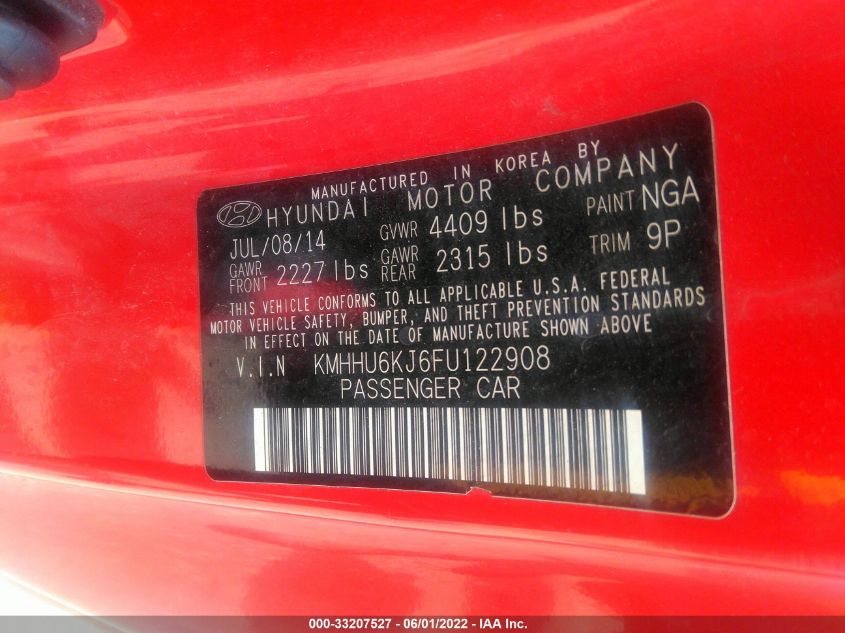 MANUFACTURED IN KOREA BY
HYUNDAI MOTOR COMPANY
JUL/08/14 GVWR 4409 lbs PAINT NGA
GAWR FRONT 2227 lbs GAWR REAR 2315 lbs TRIM 9P
THIS VEHICLE CONFORMS TO ALL APPLICABLE U.S.A. FEDERAL
MOTOR VEHICLE SAFETY, BUMPER, AND THEFT PREVENTION STANDARDS
IN EFFECT ON THE DATE OF MANUFACTURE SHOWN ABOVE
V.I.N KMHHU6KJ6FU122908
PASSENGER CAR
000-33207527 - 06/01/2022 - IAA Inc.